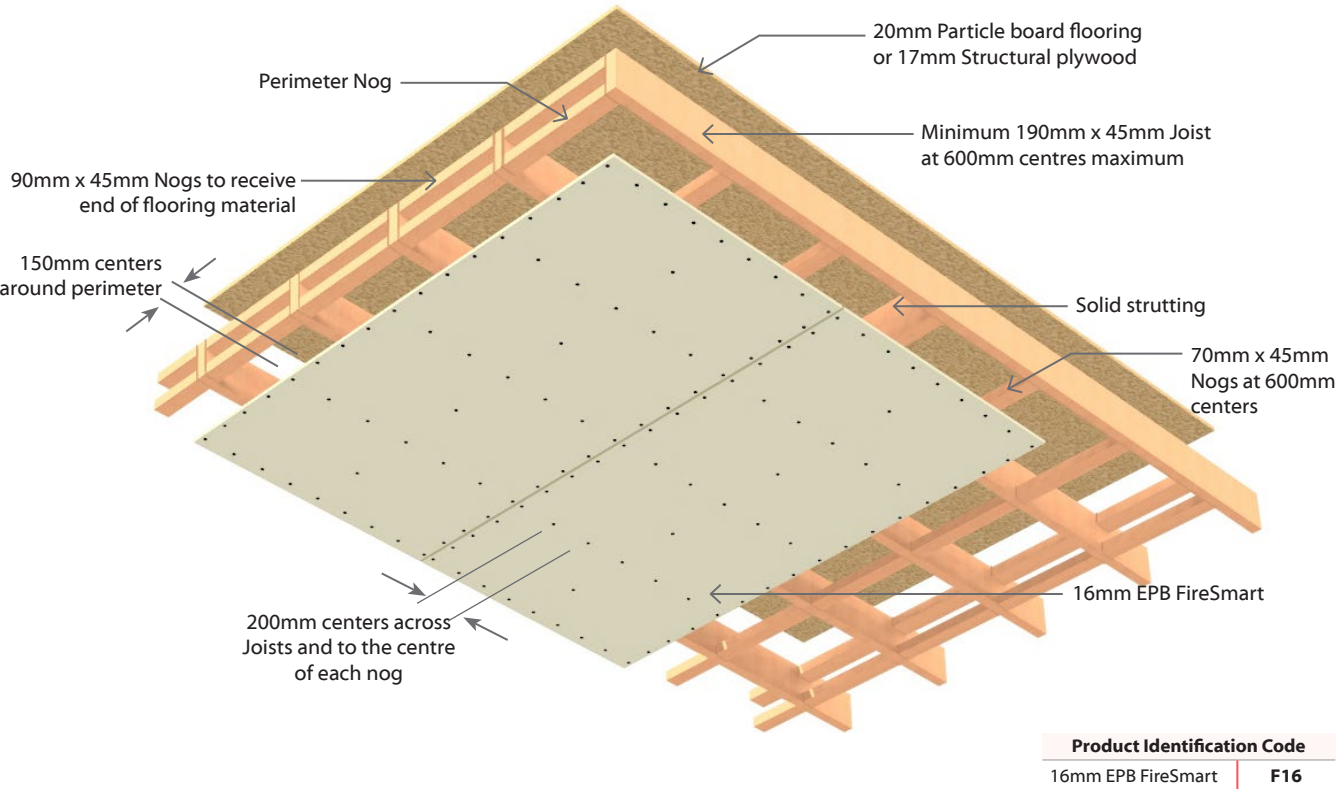 20mm Particle board flooring
or 17mm Structural plywood
Perimeter Nog
Minimum 190mm x 45mm Joist
at 600mm centres maximum
90mm x 45mm Nogs to receive
end of flooring material
150mm centers
around perimeter
Solid strutting
70mm x 45mm
Nogs at 600mm
centers
16mm EPB FireSmart
200mm centers across
Joists and to the centre
of each nog
Product Identification Code
16mm EPB FireSmart F16